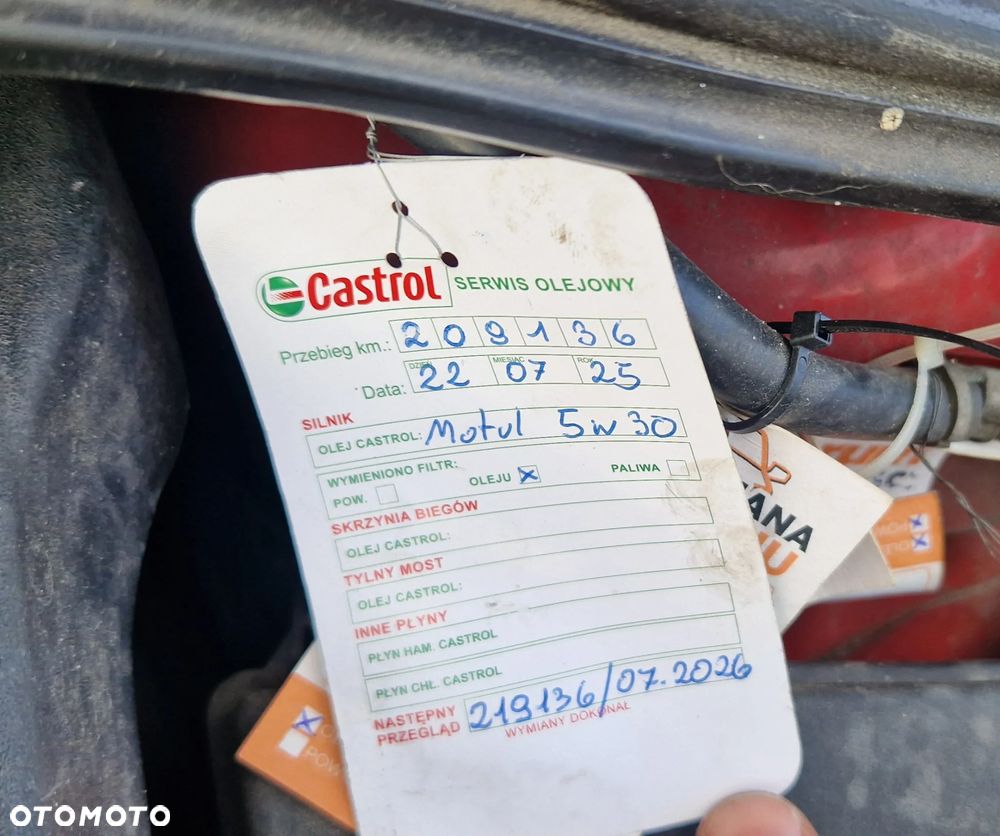 Castrol SERWIS OLEJOWY
Przebieg km.: 209136
Data: DZIEŃ 22 MIESIĄC 07 ROK 25
SILNIK
OLEJ CASTROL: Motul 5w30
WYMIENIONO FILTR:
POW. OLEJU PALIWA
SKRZYNIA BIEGÓW
OLEJ CASTROL:
TYLNY MOST
OLEJ CASTROL:
INNE PŁYNY
PŁYN HAM. CASTROL
PŁYN CHŁ. CASTROL
NASTĘPNY
PRZEGLĄD 219136/07.2026
WYMIANY DOKONAŁ
OTOMOTO